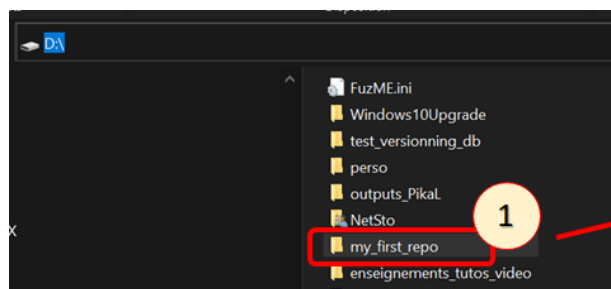 D:\
FuzME.ini
Windows10Upgrade
test_versionning_db
perso
outputs_PikaL
NetSto
1
my_first_repo
enseignements_tutos_video
X